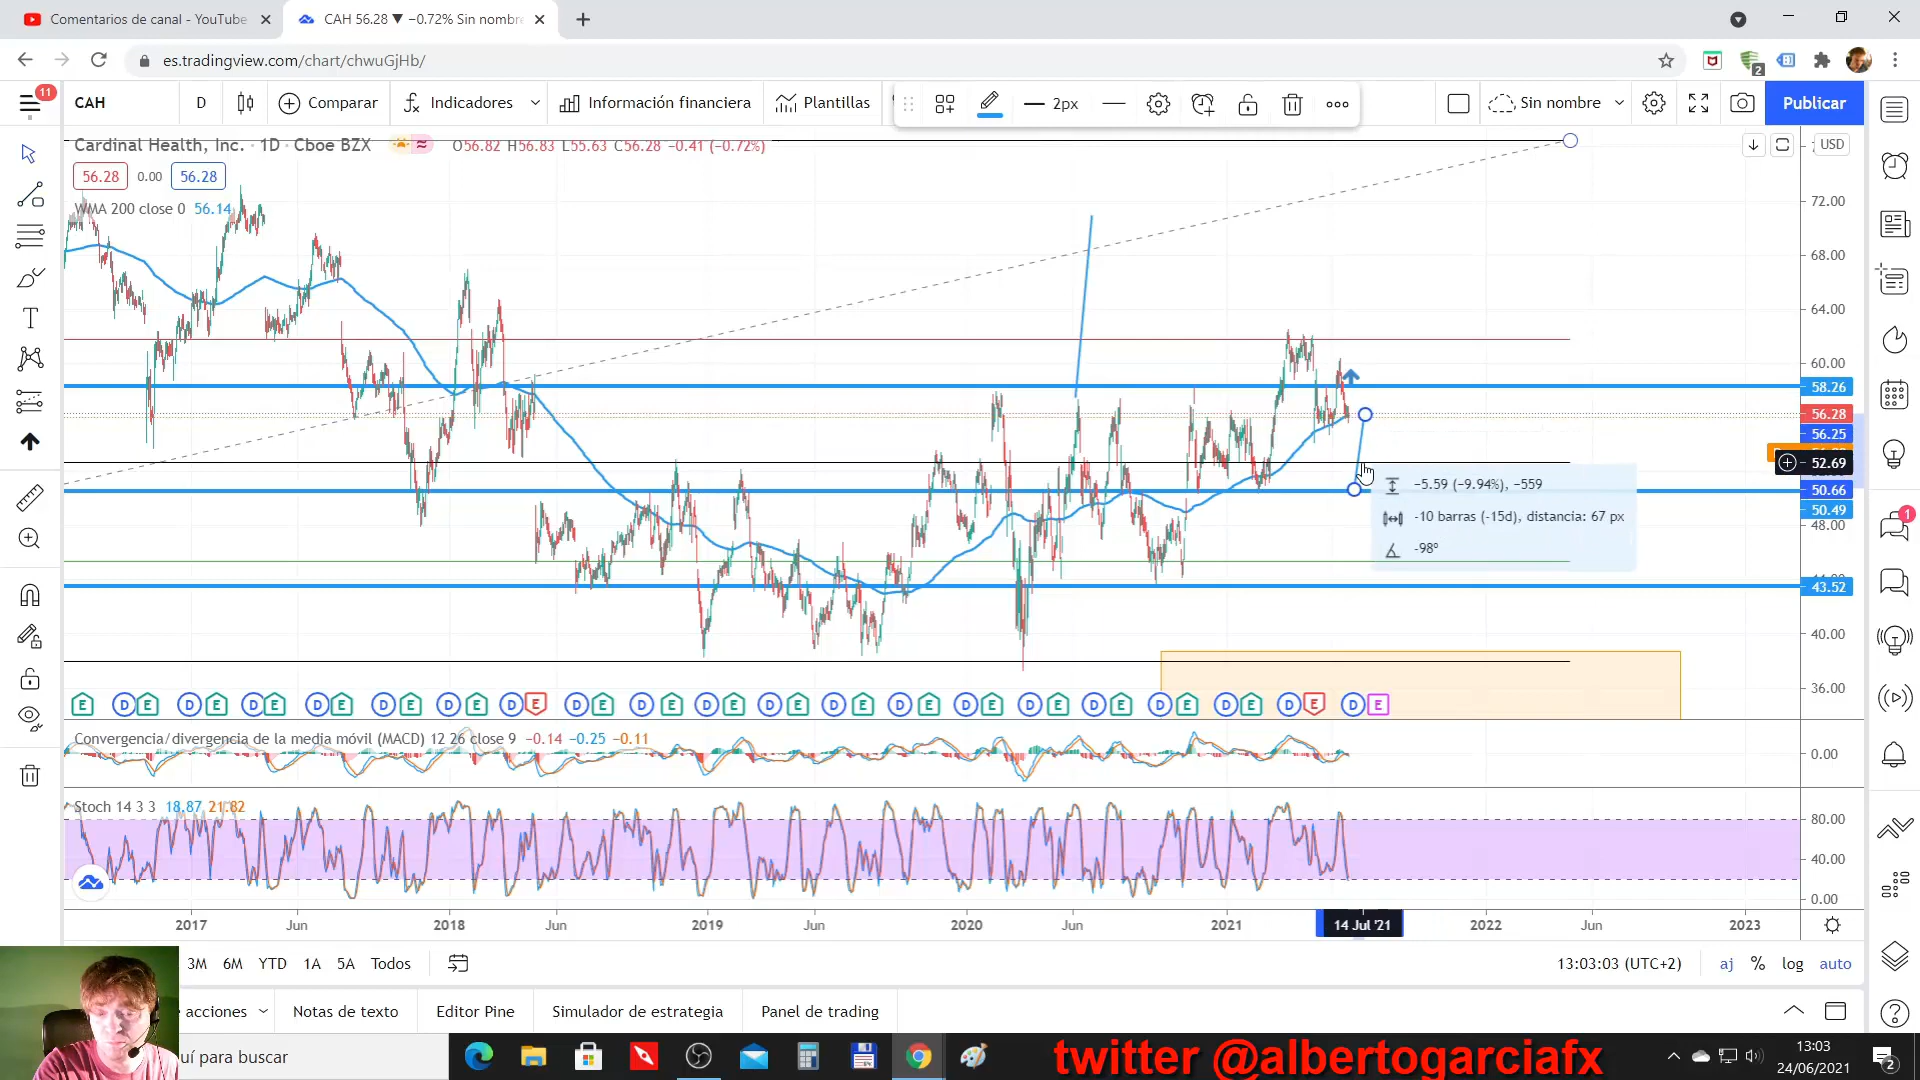 Comentarios de canal - YouTube
CAH 56.28 ▼ −0.72% Sin nombre
es.tradingview.com/chart/chwuGjHb/
2
11
CAH
D
Comparar
Indicadores
Información financiera
Plantillas
2px
Sin nombre
Publicar
Cardinal Health, Inc. · 1D · Cboe BZX
O56.82 H56.83 L55.63 C56.28 −0.41 (−0.72%)
USD
56.28
0.00
56.28
WMA 200 close 0 56.14
72.00
68.00
64.00
60.00
58.26
56.28
56.25
52.69
50.66
50.49
48.00
43.52
40.00
36.00
−5.59 (−9.94%), −559
-10 barras (-15d), distancia: 67 px
-98º
D E D E D E D E D E D E D E D E D E D E D E D E D E D E D E D E D E D E D E D E
E
Convergencia/divergencia de la media móvil (MACD) 12 26 close 9 −0.14 −0.25 −0.11
0.00
Stoch 14 3 3 18.87 21.82
80.00
40.00
0.00
2017
Jun
2018
Jun
2019
Jun
2020
Jun
2021
14 Jul '21
2022
Jun
2023
1
3M
6M
YTD
1A
5A
Todos
13:03:03 (UTC+2)
aj
%
log
auto
acciones
Notas de texto
Editor Pine
Simulador de estrategia
Panel de trading
uí para buscar
twitter @albertogarciafx
13:03
24/06/2021
2